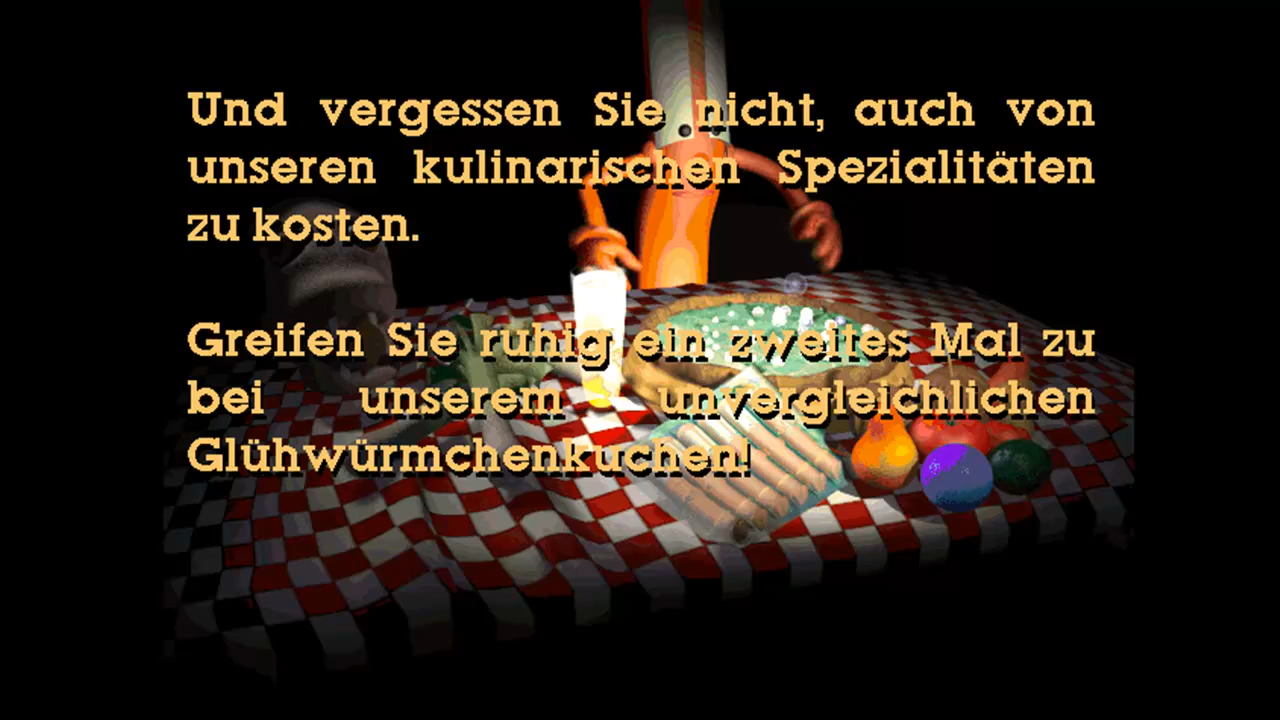 Und vergessen Sie nicht, auch von
unseren kulinarischen Spezialitäten
zu kosten.
Greifen Sie ruhig ein zweites Mal zu
bei unserem unvergleichlichen
Glühwürmchenkuchen!